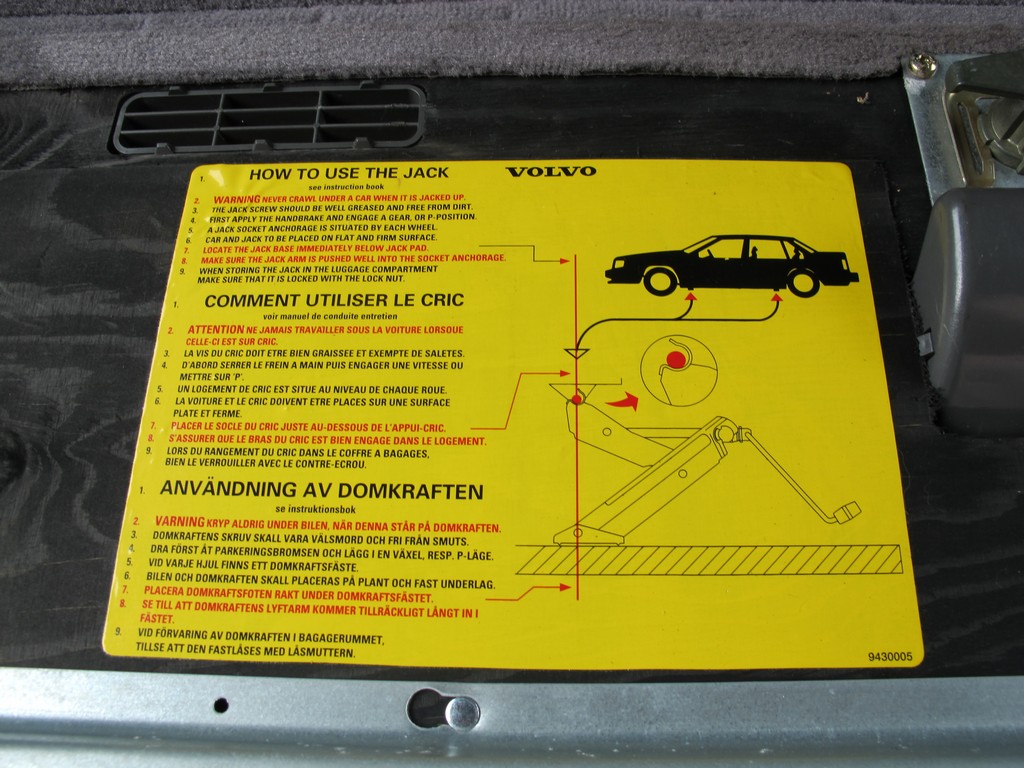 1. HOW TO USE THE JACK
VOLVO
see instruction book
2. WARNING NEVER CRAWL UNDER A CAR WHEN IT IS JACKED UP.
3. THE JACK SCREW SHOULD BE WELL GREASED AND FREE FROM DIRT.
4. FIRST APPLY THE HANDBRAKE AND ENGAGE A GEAR, OR P-POSITION.
5. A JACK SOCKET ANCHORAGE IS SITUATED BY EACH WHEEL.
6. CAR AND JACK TO BE PLACED ON FLAT AND FIRM SURFACE.
7. LOCATE THE JACK BASE IMMEDIATELY BELOW JACK PAD.
8. MAKE SURE THE JACK ARM IS PUSHED WELL INTO THE SOCKET ANCHORAGE.
9. WHEN STORING THE JACK IN THE LUGGAGE COMPARTMENT
MAKE SURE THAT IT IS LOCKED WITH THE LOCK NUT.
1. COMMENT UTILISER LE CRIC
voir manuel de conduite entretien
2. ATTENTION NE JAMAIS TRAVAILLER SOUS LA VOITURE LORSQUE
CELLE-CI EST SUR CRIC.
3. LA VIS DU CRIC DOIT ETRE BIEN GRAISSEE ET EXEMPTE DE SALETES.
4. D'ABORD SERRER LE FREIN A MAIN PUIS ENGAGER UNE VITESSE OU
METTRE SUR 'P'.
5. UN LOGEMENT DE CRIC EST SITUE AU NIVEAU DE CHAQUE ROUE.
6. LA VOITURE ET LE CRIC DOIVENT ETRE PLACES SUR UNE SURFACE
PLATE ET FERME.
7. PLACER LE SOCLE DU CRIC JUSTE AU-DESSOUS DE L'APPUI-CRIC.
8. S'ASSURER QUE LE BRAS DU CRIC EST BIEN ENGAGE DANS LE LOGEMENT.
9. LORS DU RANGEMENT DU CRIC DANS LE COFFRE A BAGAGES,
BIEN LE VERROUILLER AVEC LE CONTRE-ECROU.
1. ANVÄNDNING AV DOMKRAFTEN
se instruktionsbok
2. VARNING KRYP ALDRIG UNDER BILEN, NÄR DENNA STÅR PÅ DOMKRAFTEN.
3. DOMKRAFTENS SKRUV SKALL VARA VÄLSMORD OCH FRI FRÅN SMUTS.
4. DRA FÖRST ÅT PARKERINGSBROMSEN OCH LÄGG I EN VÄXEL, RESP. P-LÄGE.
5. VID VARJE HJUL FINNS ETT DOMKRAFTSFÄSTE.
6. BILEN OCH DOMKRAFTEN SKALL PLACERAS PÅ PLANT OCH FAST UNDERLAG.
7. PLACERA DOMKRAFTSFOTEN RAKT UNDER DOMKRAFTSFÄSTET.
8. SE TILL ATT DOMKRAFTENS LYFTARM KOMMER TILLRÄCKLIGT LÅNGT IN I
FÄSTET.
9. VID FÖRVARING AV DOMKRAFTEN I BAGAGERUMMET,
TILLSE ATT DEN FASTLÅSES MED LÅSMUTTERN.
9430005